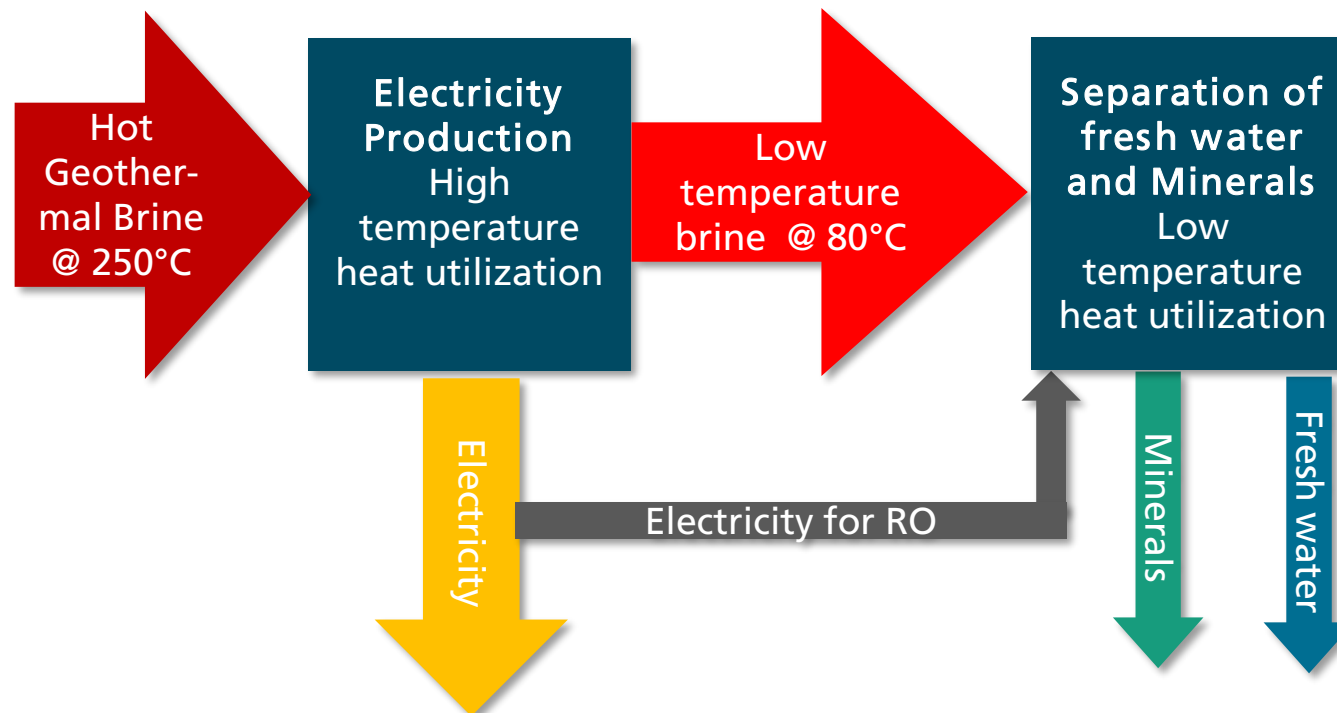 Hot
Geother-
mal Brine
@ 250°C
Electricity
Production
High
temperature
heat utilization
Low
temperature
brine @ 80°C
Separation of
fresh water
and Minerals
Low
temperature
heat utilization
Electricity
Electricity for RO
Minerals
Fresh water